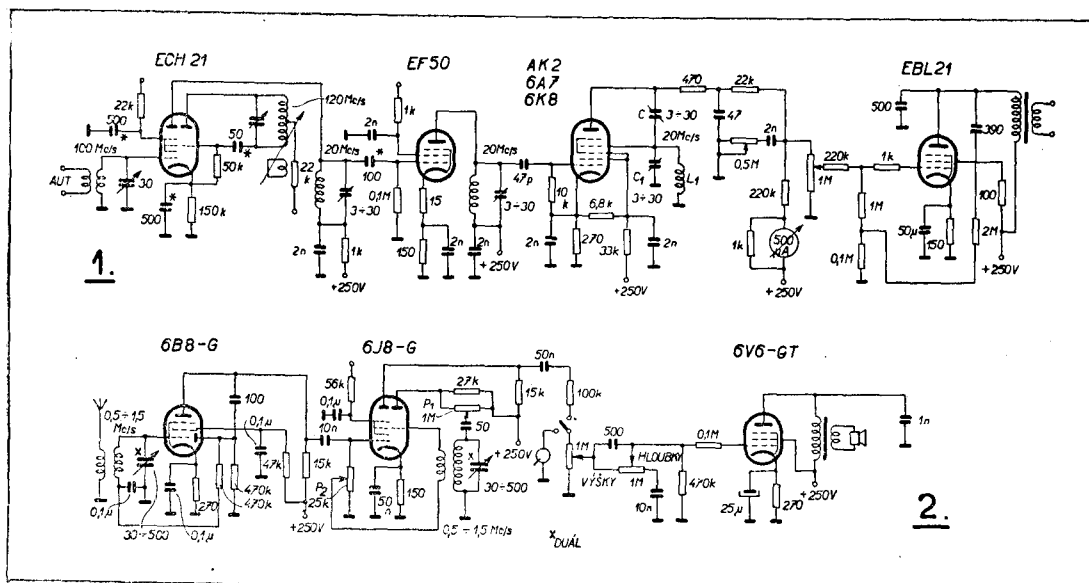 ECH 21
EF50
AK2
6A7
6K8
EBL21
22k
500
*
100 Mc/s
AUT
30
500
*
150k
50
*
50k
120 Mc/s
22
k
3÷30
2n
1k
+250V
20Mc/s
100
*
2n
1k
0,1M
15
150
2n
2n
+250V
20Mc/s
3÷30
47p
10
k
2n
270
6,8k
33k
2n
+250V
C
3÷30
20Mc/s
C1
3÷30
L1
470
22k
47
2n
0,5M
220k
1k
500
µA
+250V
1M
220k
1k
1M
0,1M
500
50µ
150
390
100
2M
+250V
1.
6B8-G
6J8-G
6V6-GT
0,5÷1,5
Mc/s
x
0,1µ
30÷500
0,1µ
270
100
0,1µ
470k
470k
47k
15k
+250V
56k
0,1µ
10n
P2
25k
50
n
150
P1
1M
27k
50
x
30÷500
0,5÷1,5 Mc/s
15k
+250V
50n
100k
1M
500
HLOUBKY
VÝŠKY
1M
10n
470k
0,1M
25µ
270
+250V
1n
x DUÁL
2.